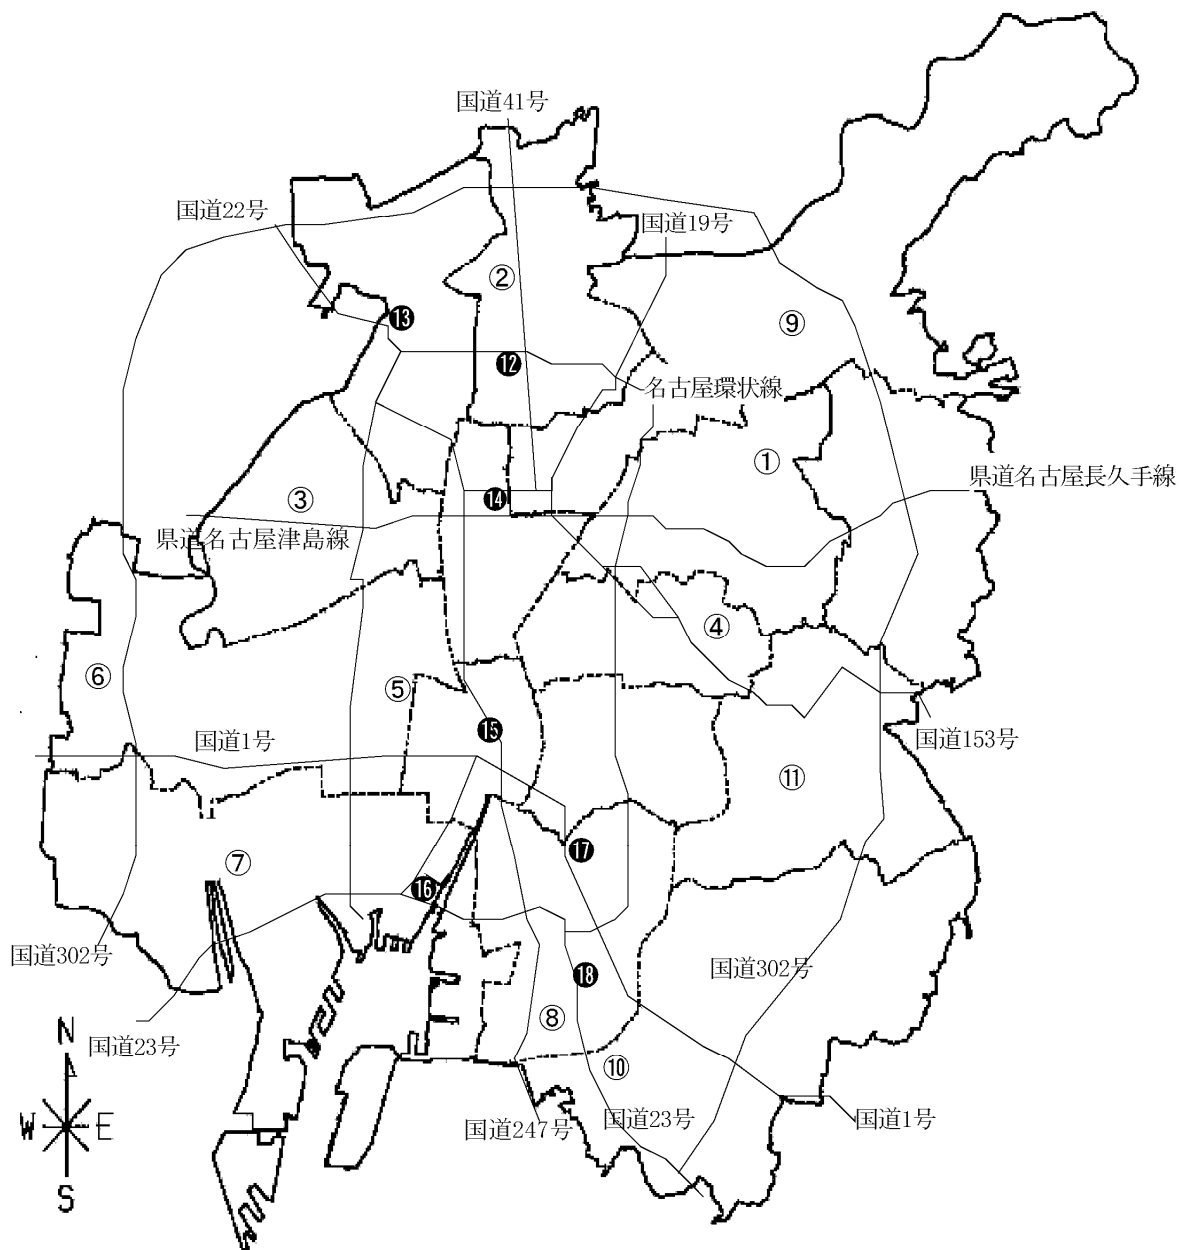 国道41号
国道22号
国道19号
②
⑬
⑨
⑫
名古屋環状線
①
県道名古屋長久手線
③
⑭
県道名古屋津島線
④
⑥
⑤
⑮
国道1号
国道153号
⑪
⑦
⑰
⑯
国道302号
国道302号
⑱
⑧
国道23号
⑩
国道23号
国道247号
国道1号
N
W
E
S